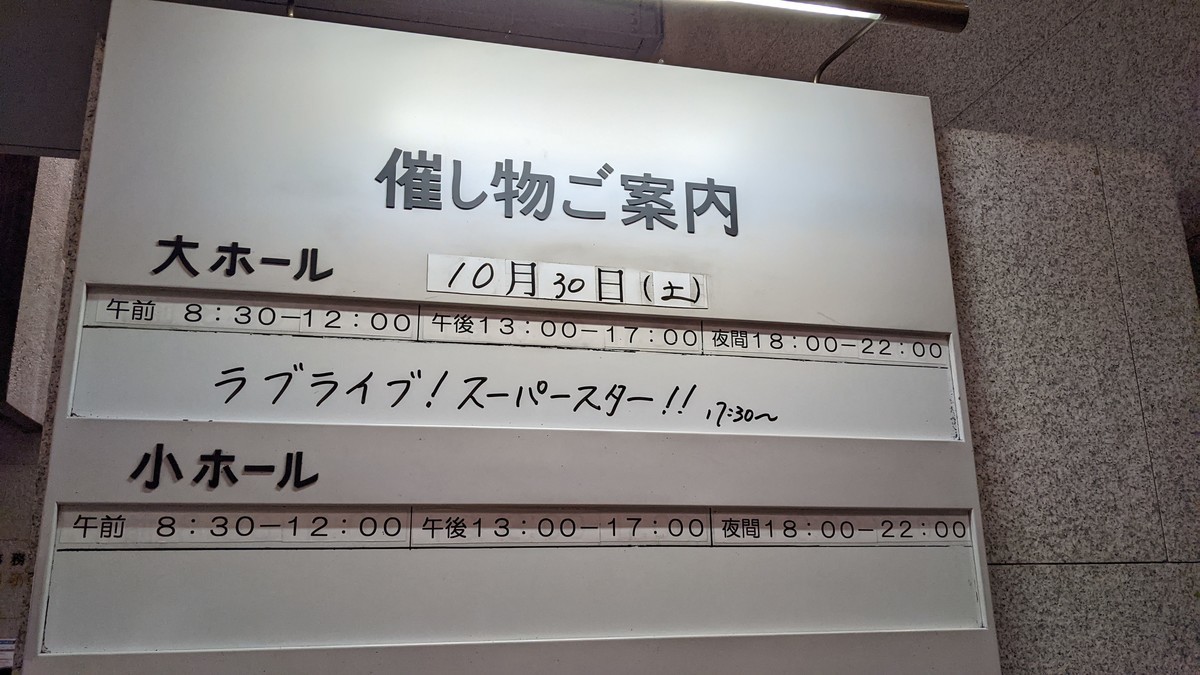 催し物ご案内
大ホール
10月30日(土)
午前 8:30-12:00 午後13:00-17:00 夜間18:00-22:00
ラブライブ!スーパースター!! 17:30~
小ホール
午前 8:30-12:00 午後13:00-17:00 夜間18:00-22:00